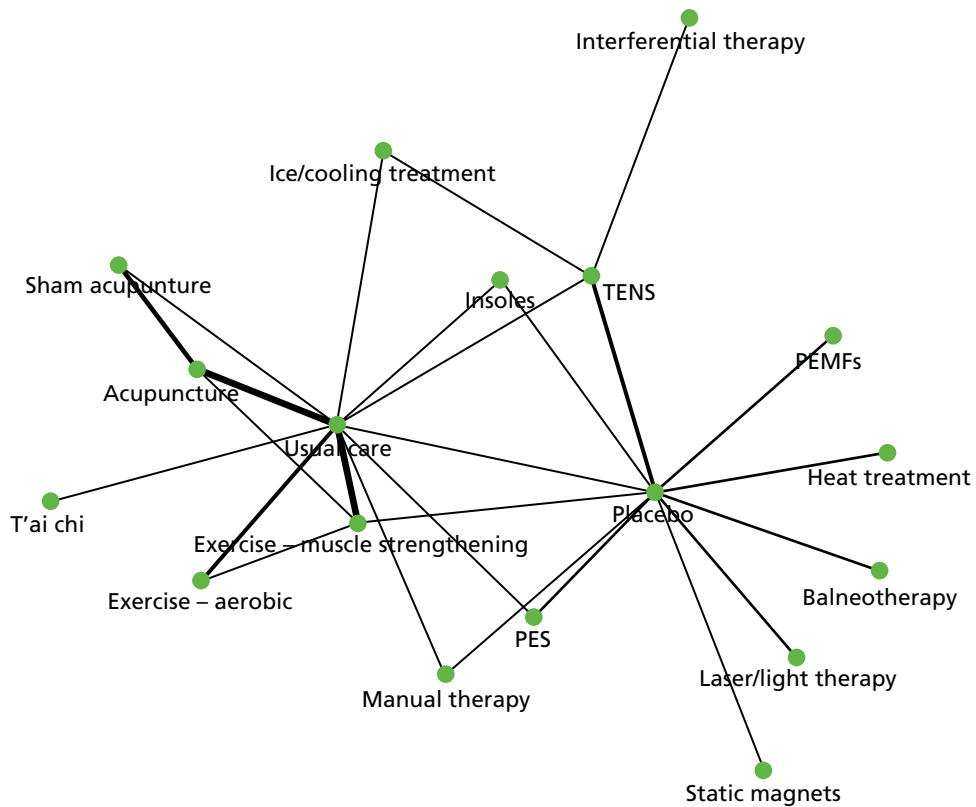 Interferential therapy
Ice/cooling treatment
Sham acupunture
Insoles
TENS
PEMFs
Acupuncture
Usual care
Heat treatment
Placebo
T'ai chi
Exercise – muscle strengthening
Exercise – aerobic
Balneotherapy
PES
Laser/light therapy
Manual therapy
Static magnets